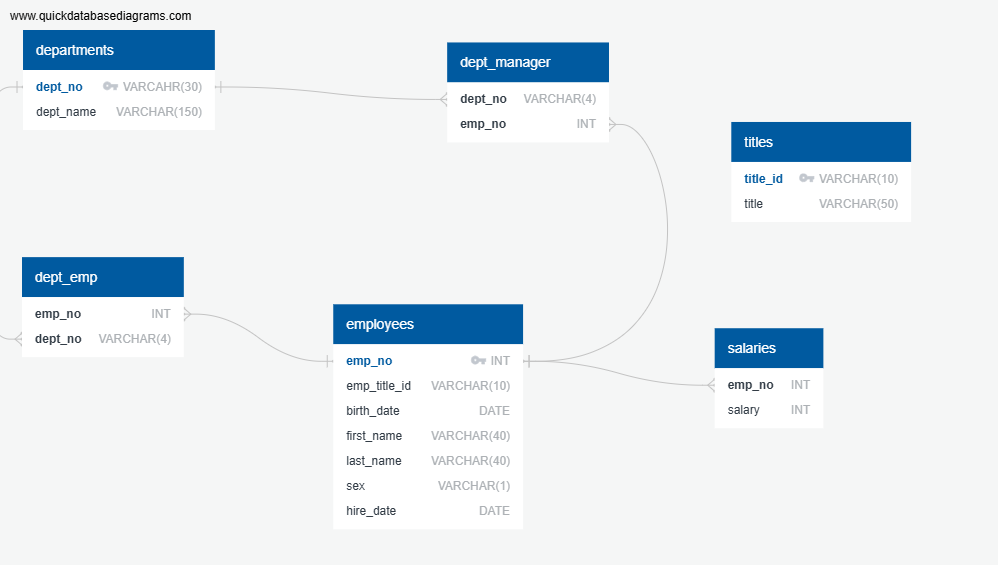 www.quickdatabasediagrams.com
departments
dept_no VARCAHR(30)
dept_name VARCHAR(150)
dept_manager
dept_no VARCHAR(4)
emp_no INT
titles
title_id VARCHAR(10)
title VARCHAR(50)
dept_emp
emp_no INT
dept_no VARCHAR(4)
employees
emp_no INT
emp_title_id VARCHAR(10)
birth_date DATE
first_name VARCHAR(40)
last_name VARCHAR(40)
sex VARCHAR(1)
hire_date DATE
salaries
emp_no INT
salary INT